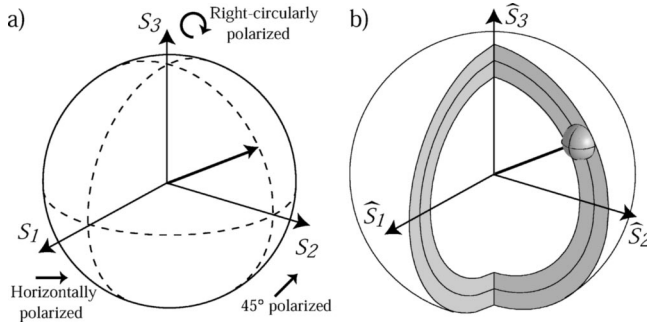 a)
S3
Right-circularly
polarized
S1
S2
Horizontally
polarized
45° polarized
b)
Ŝ3
Ŝ1
Ŝ2